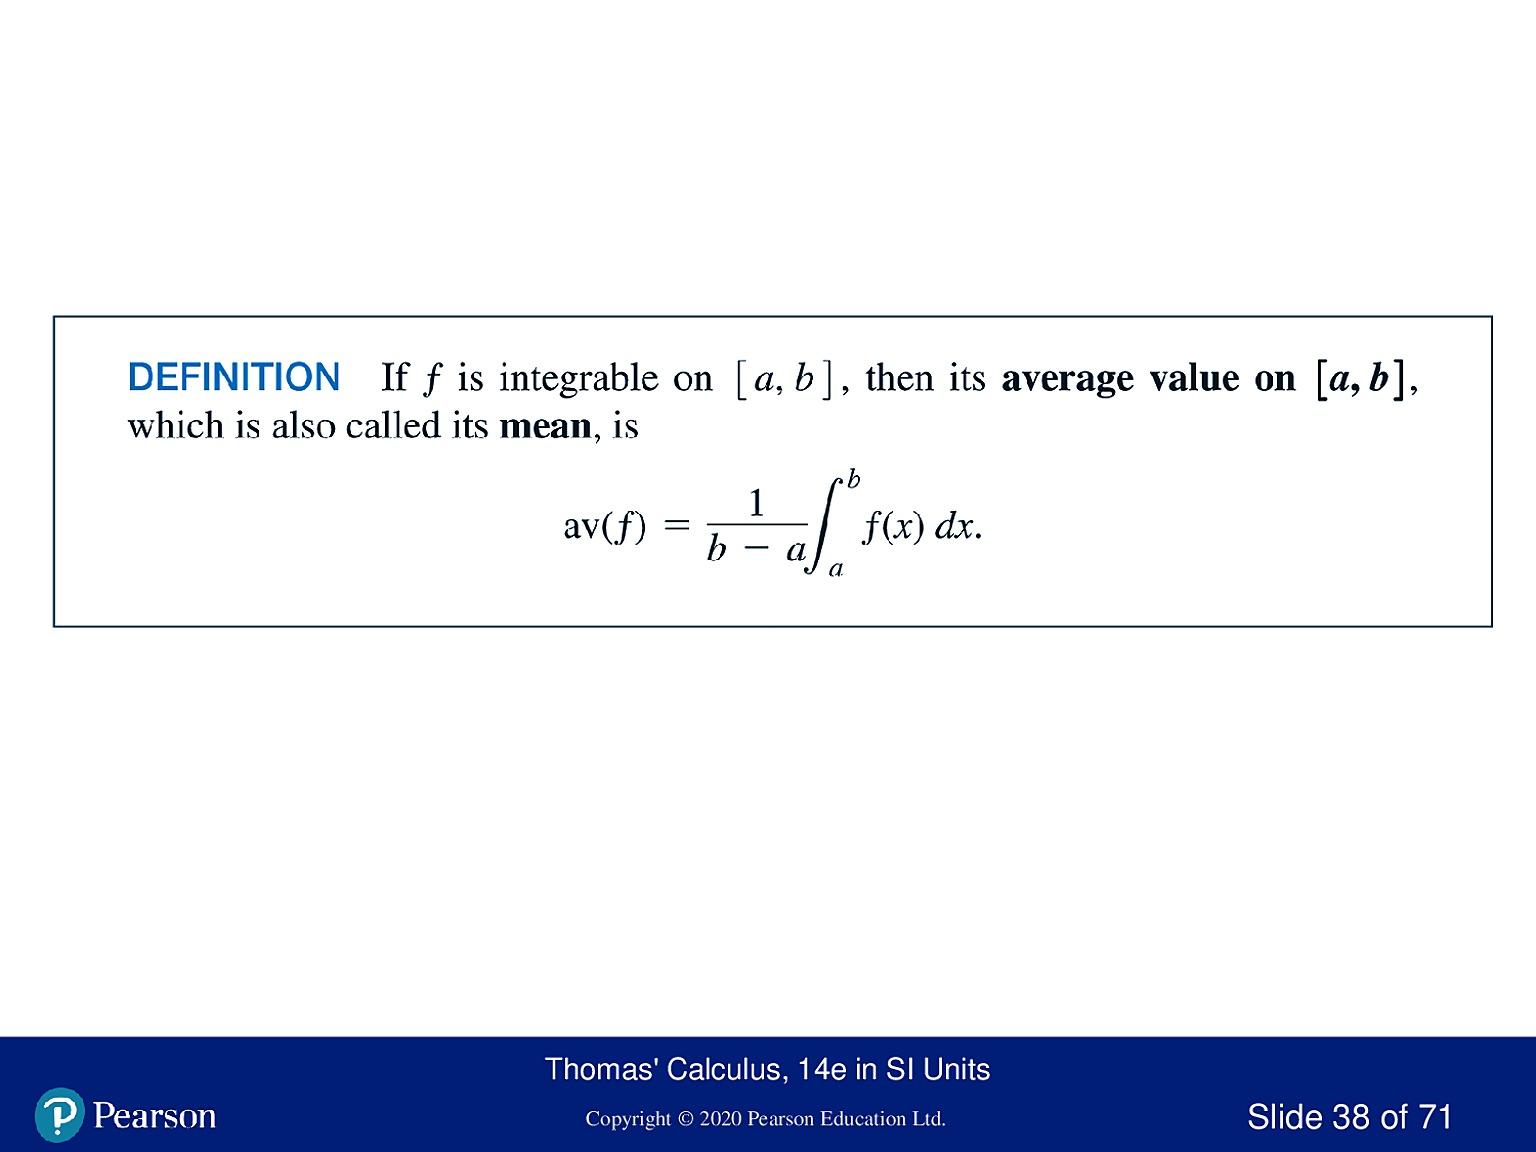 DEFINITION If f is integrable on [a, b], then its average value on [a, b],
which is also called its mean, is
av(f) = \frac{1}{b - a} \int_a^b f(x) dx.
Thomas' Calculus, 14e in SI Units
Pearson
Copyright © 2020 Pearson Education Ltd.
Slide 38 of 71